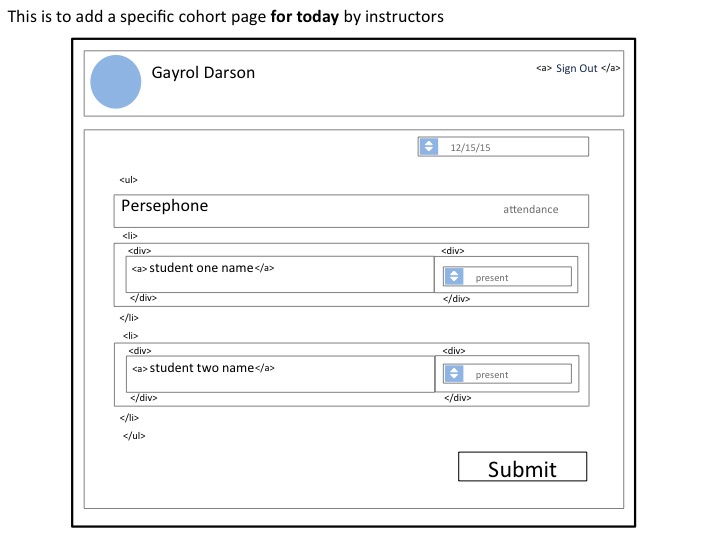 This is to add a specific cohort page for today by instructors
Gayrol Darson
<a> Sign Out </a>
12/15/15
<ul>
Persephone
attendance
<li>
<div>
<div>
<a> student one name</a>
present
</div>
</div>
</li>
<li>
<div>
<div>
<a> student two name</a>
present
</div>
</div>
</li>
</ul>
Submit